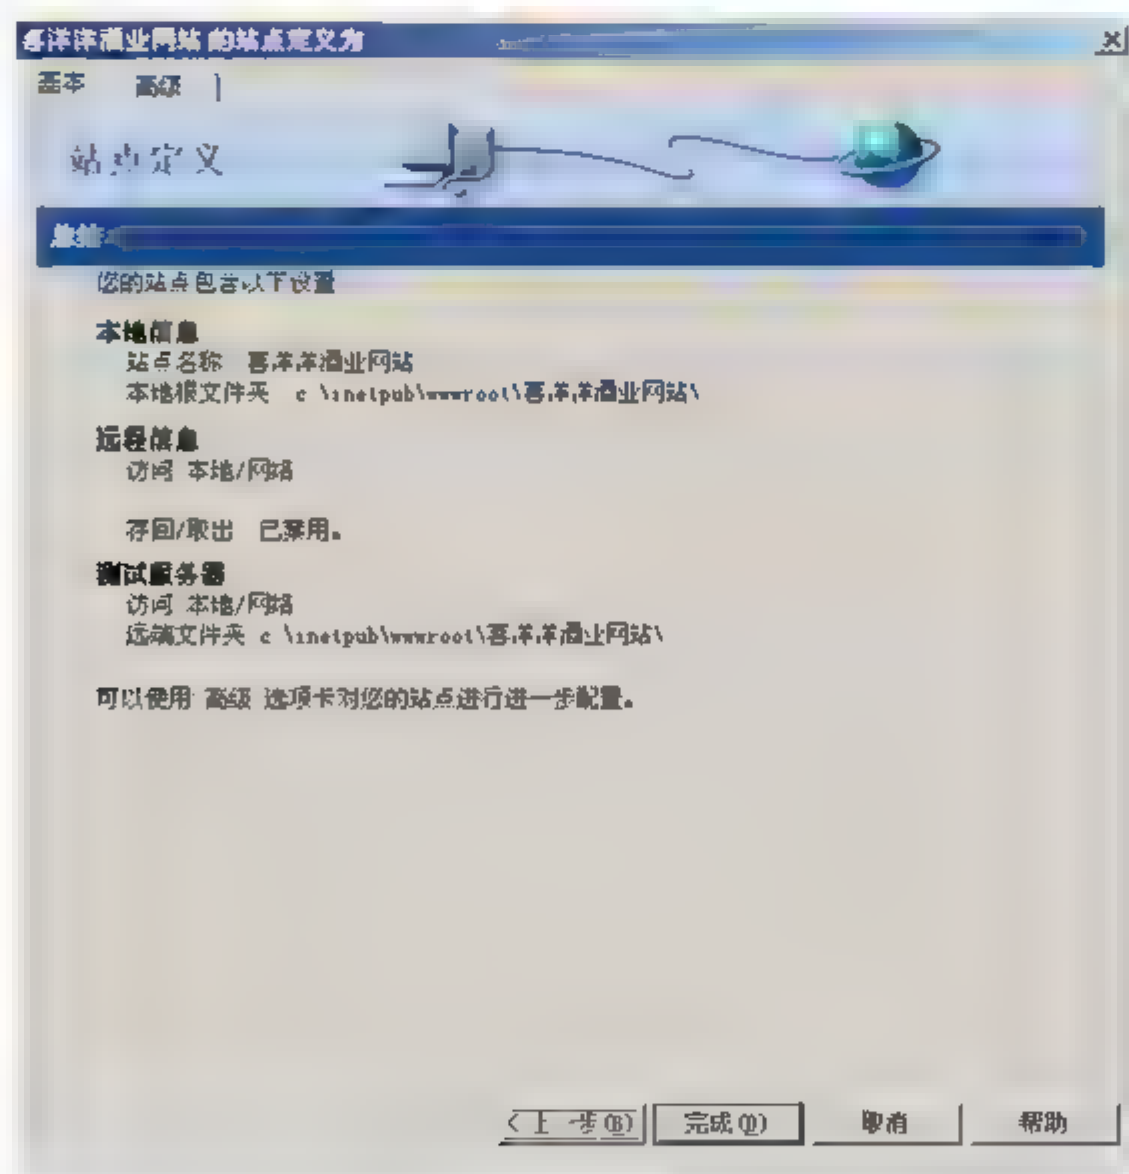 喜洋洋酒业网站 的站点定义为
基本 高级
站点定义
总结
您的站点包含以下设置
本地信息
站点名称 喜洋洋酒业网站
本地根文件夹 c \inetpub\wwwroot\喜洋洋酒业网站\
远程信息
访问 本地/网络
存回/取出 已禁用。
测试服务器
访问 本地/网络
远端文件夹 c \inetpub\wwwroot\喜洋洋酒业网站\
可以使用 高级 选项卡对您的站点进行进一步配置。
<上一步(B) 完成(D) 取消 帮助